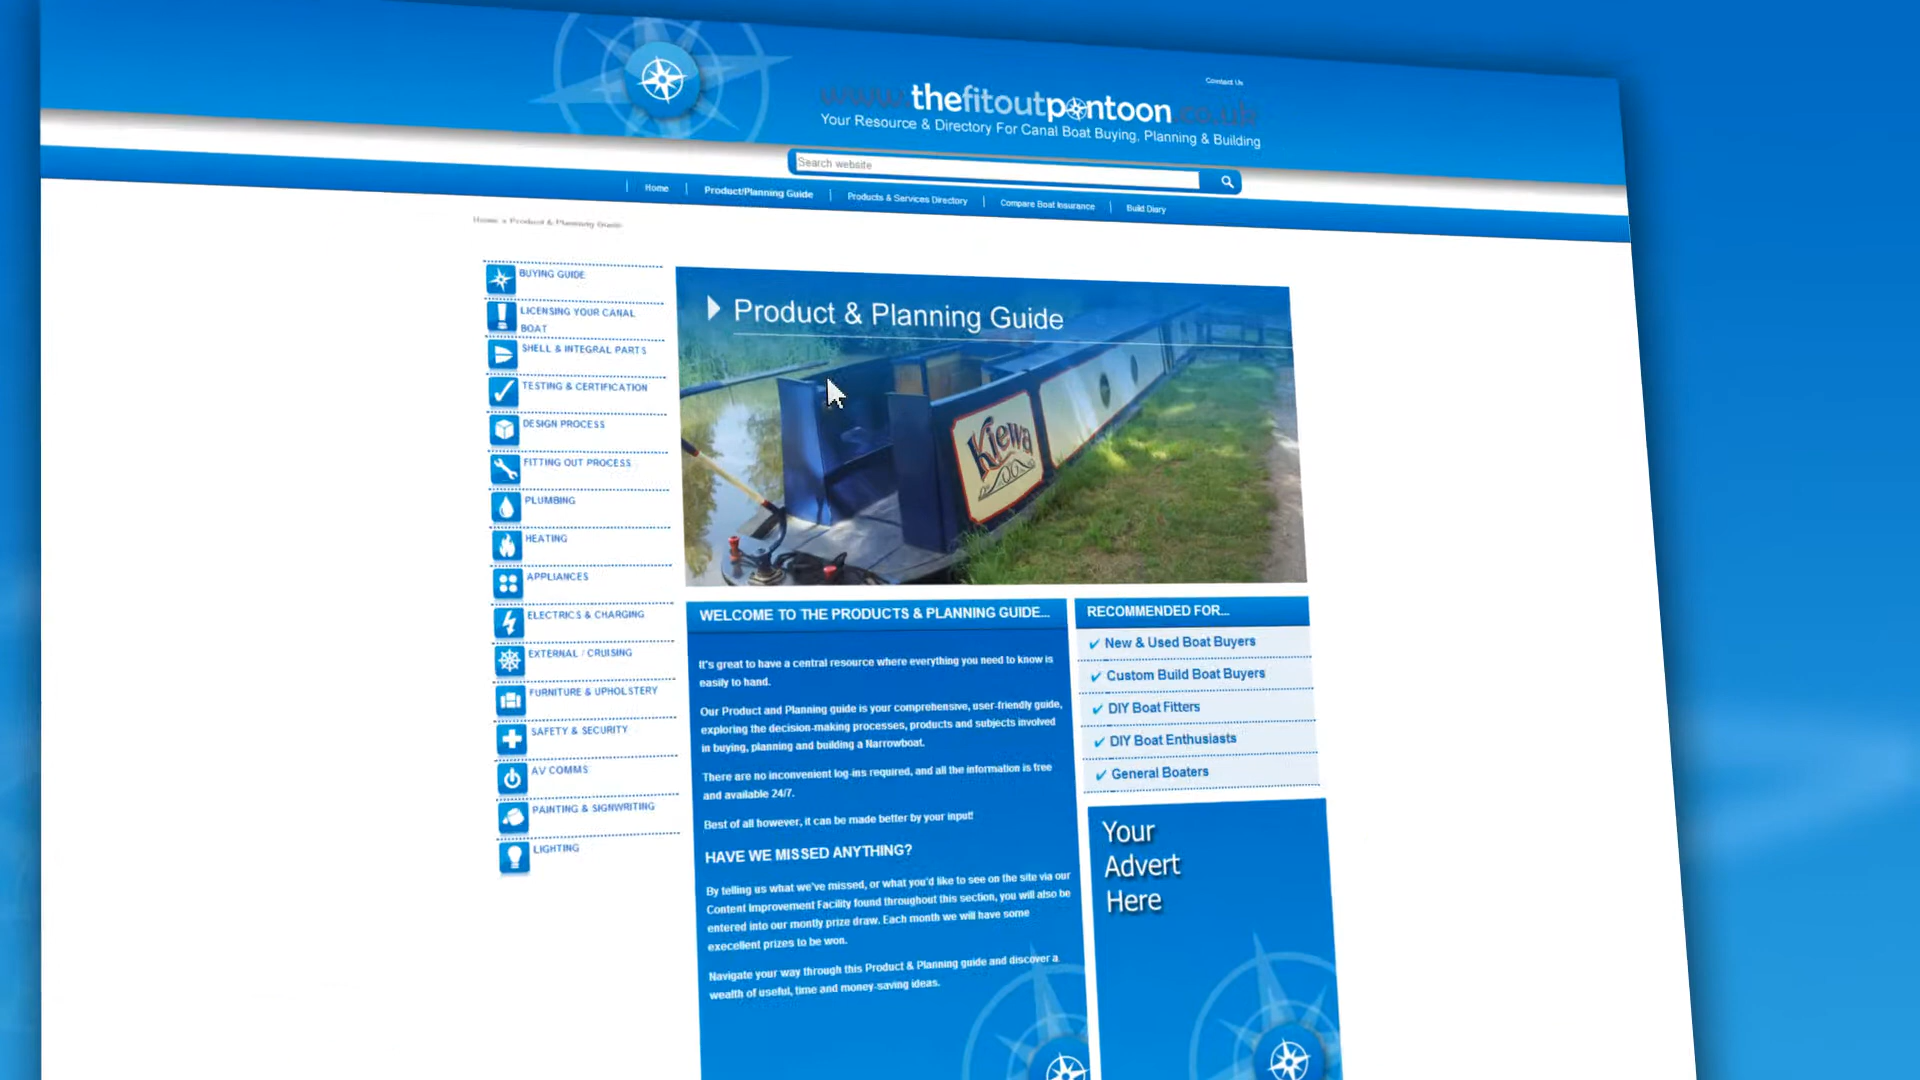 Contact Us
www.thefitoutpontoon.co.uk
Your Resource & Directory For Canal Boat Buying, Planning & Building
Search website
Home
Product/Planning Guide
Products & Services Directory
Compare Boat Insurance
Build Diary
Home » Product & Planning Guide
BUYING GUIDE
LICENSING YOUR CANAL
BOAT
SHELL & INTEGRAL PARTS
TESTING & CERTIFICATION
DESIGN PROCESS
FITTING OUT PROCESS
PLUMBING
HEATING
APPLIANCES
ELECTRICS & CHARGING
EXTERNAL / CRUISING
FURNITURE & UPHOLSTERY
SAFETY & SECURITY
AV COMMS
PAINTING & SIGNWRITING
LIGHTING
Product & Planning Guide
Kiewa
WELCOME TO THE PRODUCTS & PLANNING GUIDE...
It's great to have a central resource where everything you need to know is
easily to hand.
Our Product and Planning guide is your comprehensive, user-friendly guide,
exploring the decision-making processes, products and subjects involved
in buying, planning and building a Narrowboat.
There are no inconvenient log-ins required, and all the information is free
and available 24/7.
Best of all however, it can be made better by your input!
HAVE WE MISSED ANYTHING?
By telling us what we've missed, or what you'd like to see on the site via our
Content Improvement Facility found throughout this section, you will also be
entered into our montly prize draw. Each month we will have some
execellent prizes to be won.
Navigate your way through this Product & Planning guide and discover a
wealth of useful, time and money-saving ideas.
RECOMMENDED FOR...
New & Used Boat Buyers
Custom Build Boat Buyers
DIY Boat Fitters
DIY Boat Enthusiasts
General Boaters
Your
Advert
Here